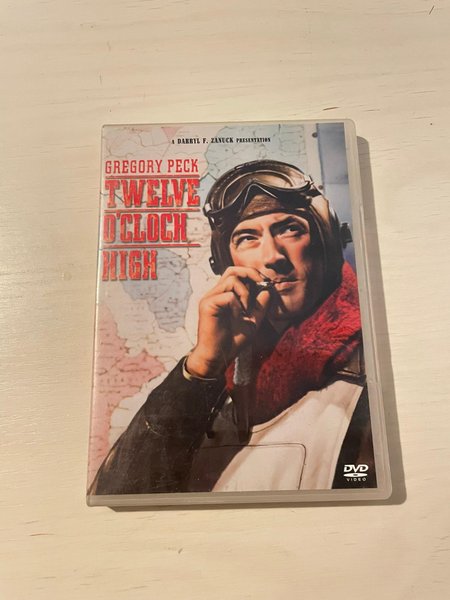 A DARRYL F. ZANUCK PRESENTATION
GREGORY PECK
TWELVE
O'CLOCK
HIGH
DVD
VIDEO